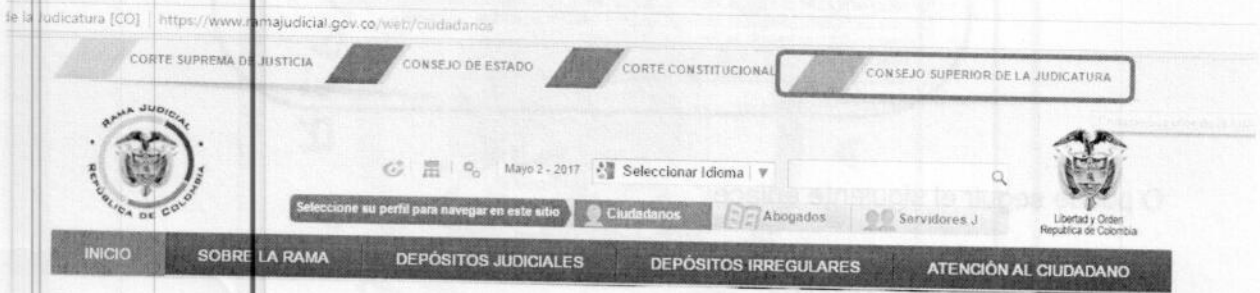 de la Judicatura [CO] https://www.ramajudicial.gov.co/web/ciudadanos
CORTE SUPREMA DE JUSTICIA CONSEJO DE ESTADO CORTE CONSTITUCIONAL CONSEJO SUPERIOR DE LA JUDICATURA
RAMA JUDICIAL
REPÚBLICA DE COLOMBIA
Mayo 2 - 2017 Seleccionar Idioma
Seleccione su perfil para navegar en este sitio Ciudadanos Abogados Servidores J
Libertad y Orden
República de Colombia
INICIO SOBRE LA RAMA DEPÓSITOS JUDICIALES DEPÓSITOS IRREGULARES ATENCIÓN AL CIUDADANO